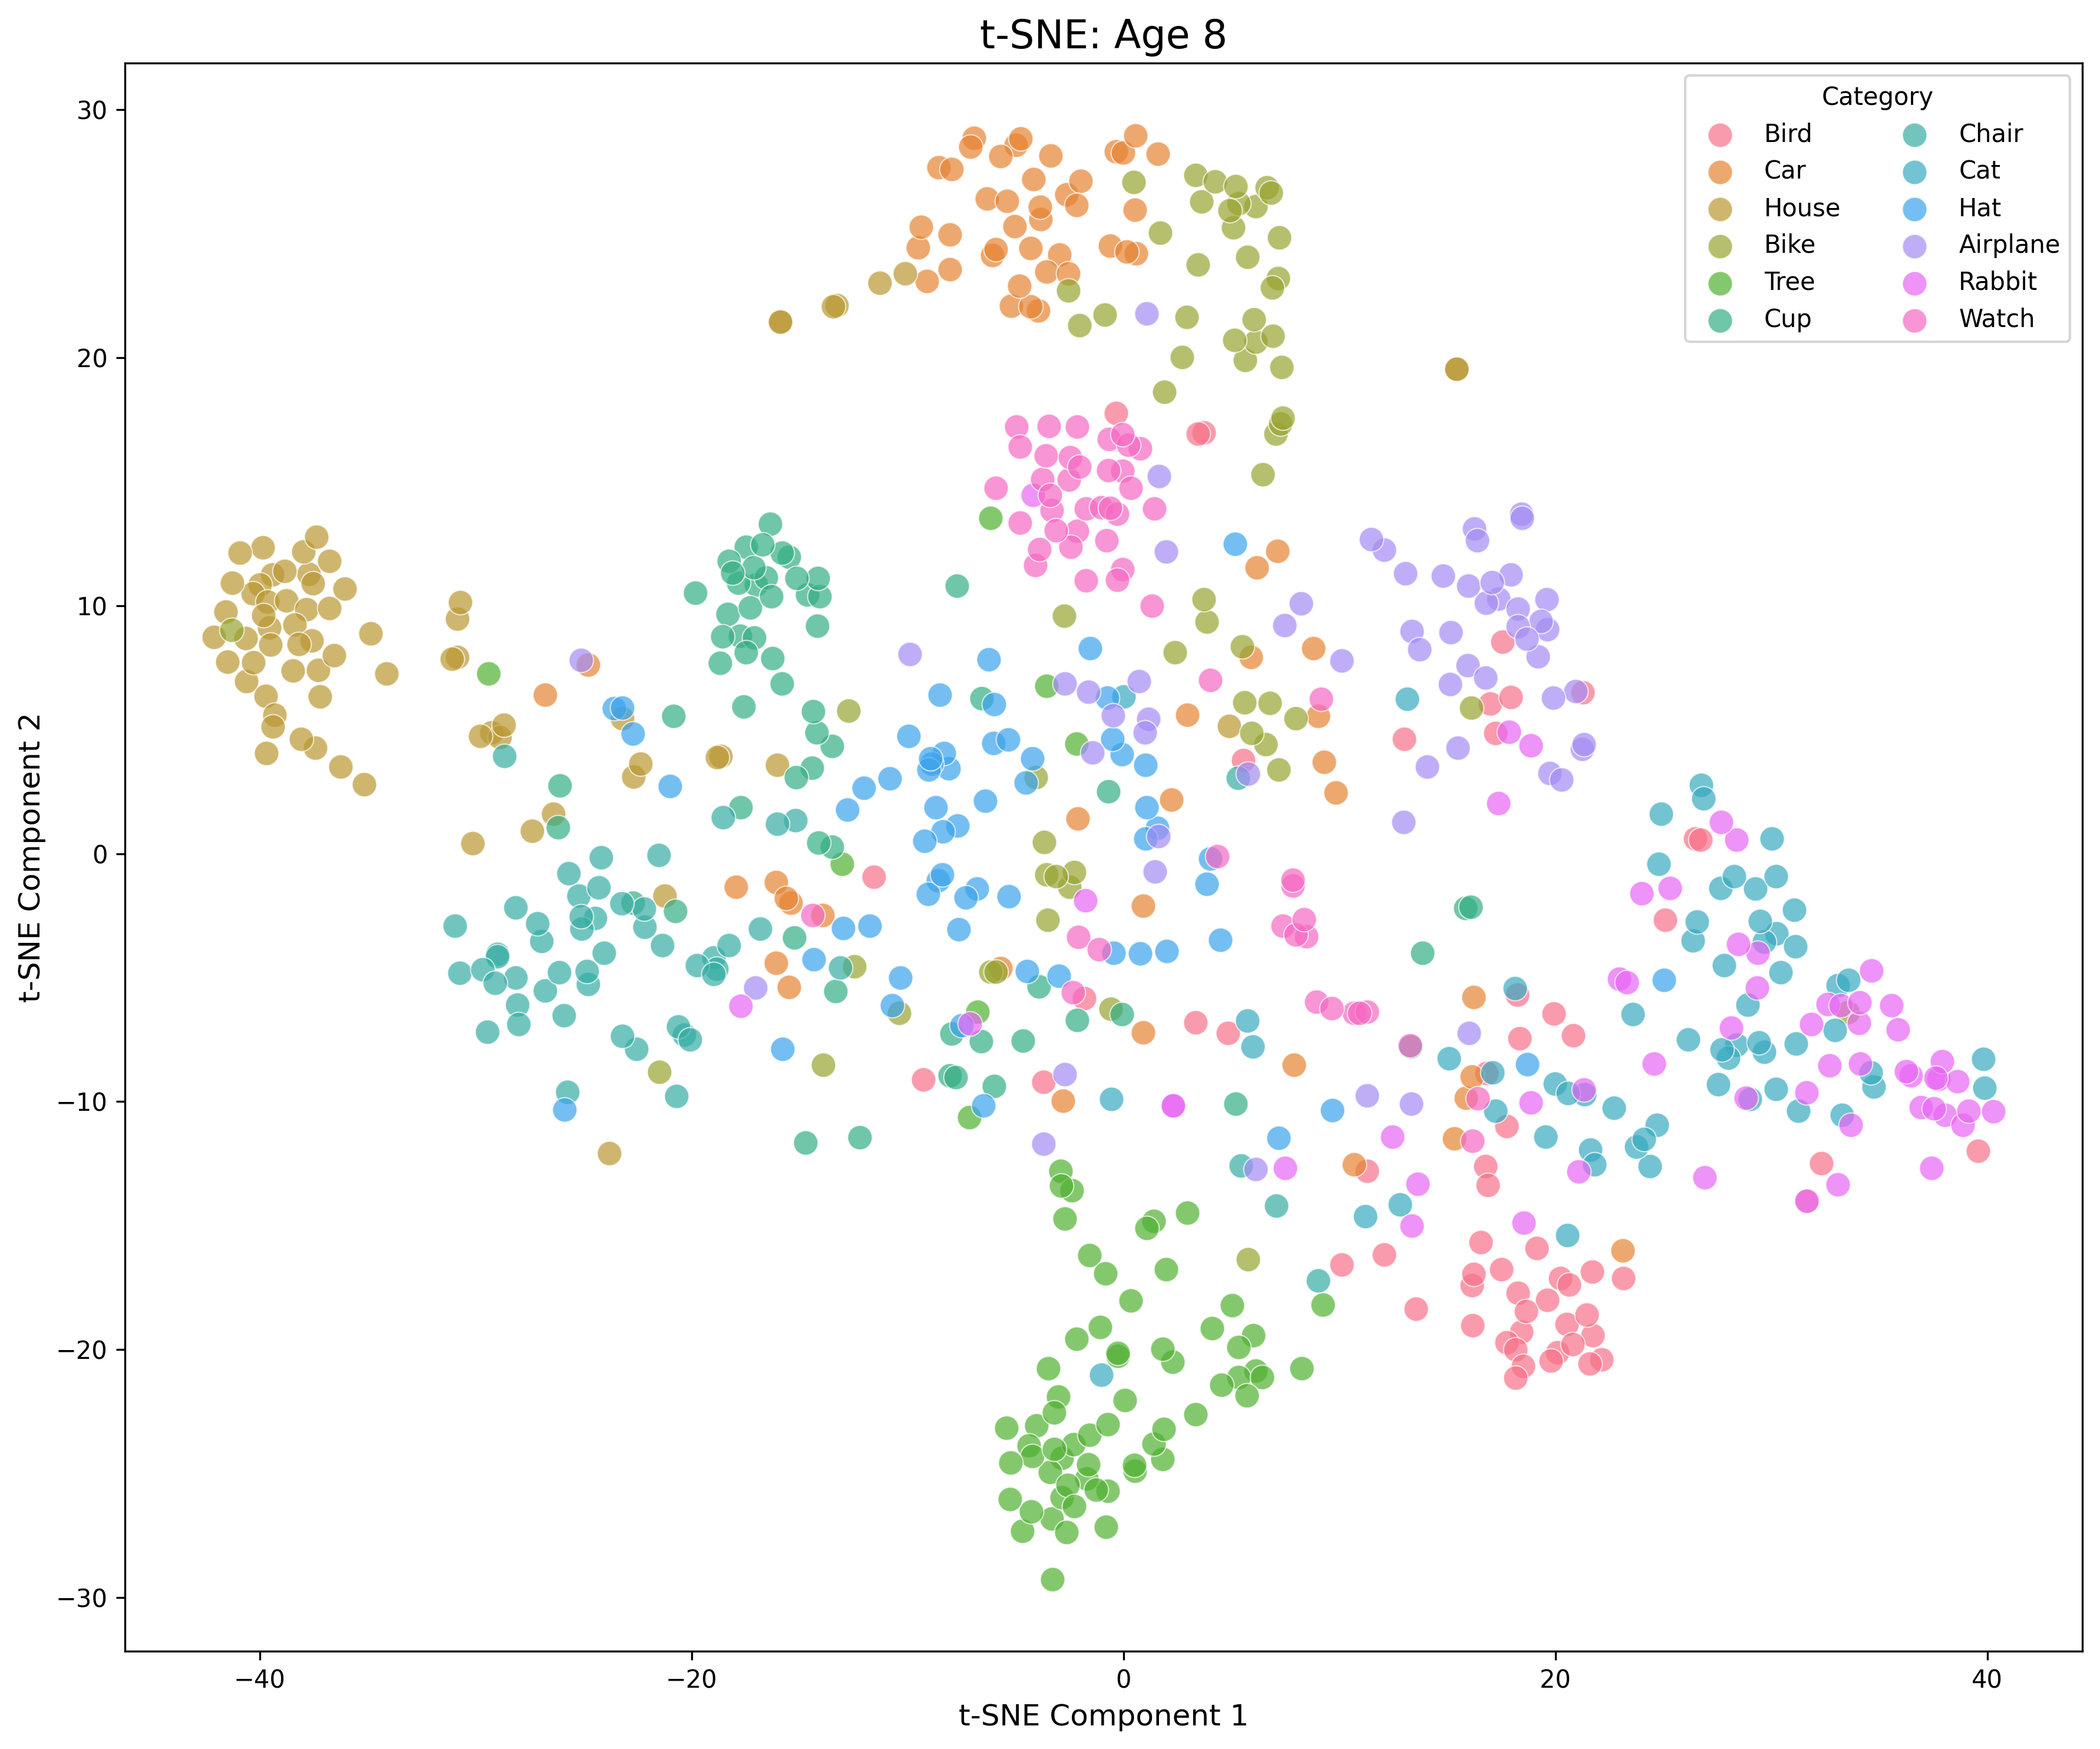 t-SNE: Age 8
Category
Bird
Car
House
Bike
Tree
Cup
Chair
Cat
Hat
Airplane
Rabbit
Watch
30
20
10
0
−10
−20
−30
t-SNE Component 2
−40
−20
0
20
40
t-SNE Component 1